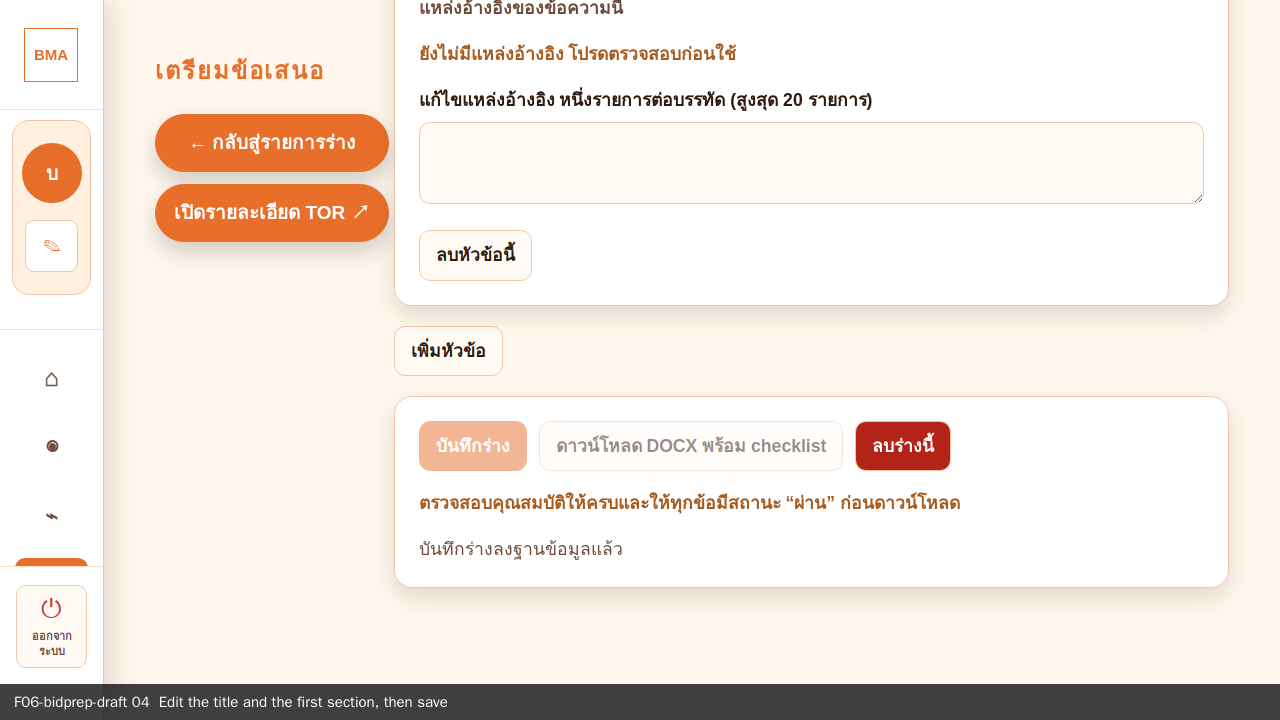 BMA
บ
ออกจาก
ระบบ
เตรียมข้อเสนอ
← กลับสู่รายการร่าง
เปิดรายละเอียด TOR ↗
แหล่งอ้างอิงของข้อความนี้
ยังไม่มีแหล่งอ้างอิง โปรดตรวจสอบก่อนใช้
แก้ไขแหล่งอ้างอิง หนึ่งรายการต่อบรรทัด (สูงสุด 20 รายการ)
ลบหัวข้อนี้
เพิ่มหัวข้อ
บันทึกร่าง
ดาวน์โหลด DOCX พร้อม checklist
ลบร่างนี้
ตรวจสอบคุณสมบัติให้ครบและให้ทุกข้อมีสถานะ “ผ่าน” ก่อนดาวน์โหลด
บันทึกร่างลงฐานข้อมูลแล้ว
F06-bidprep-draft 04  Edit the title and the first section, then save